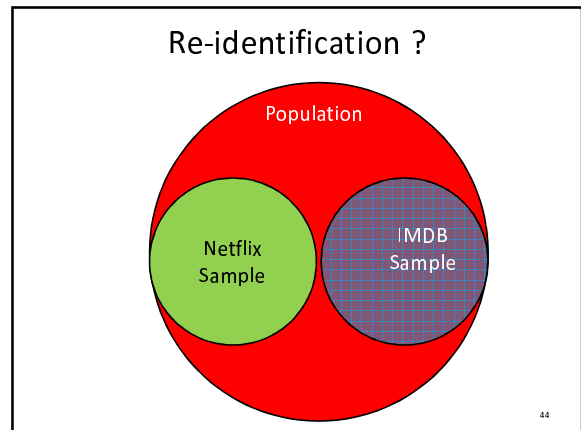 Re-identification ?
Population
Netflix
Sample
IMDB
Sample
44